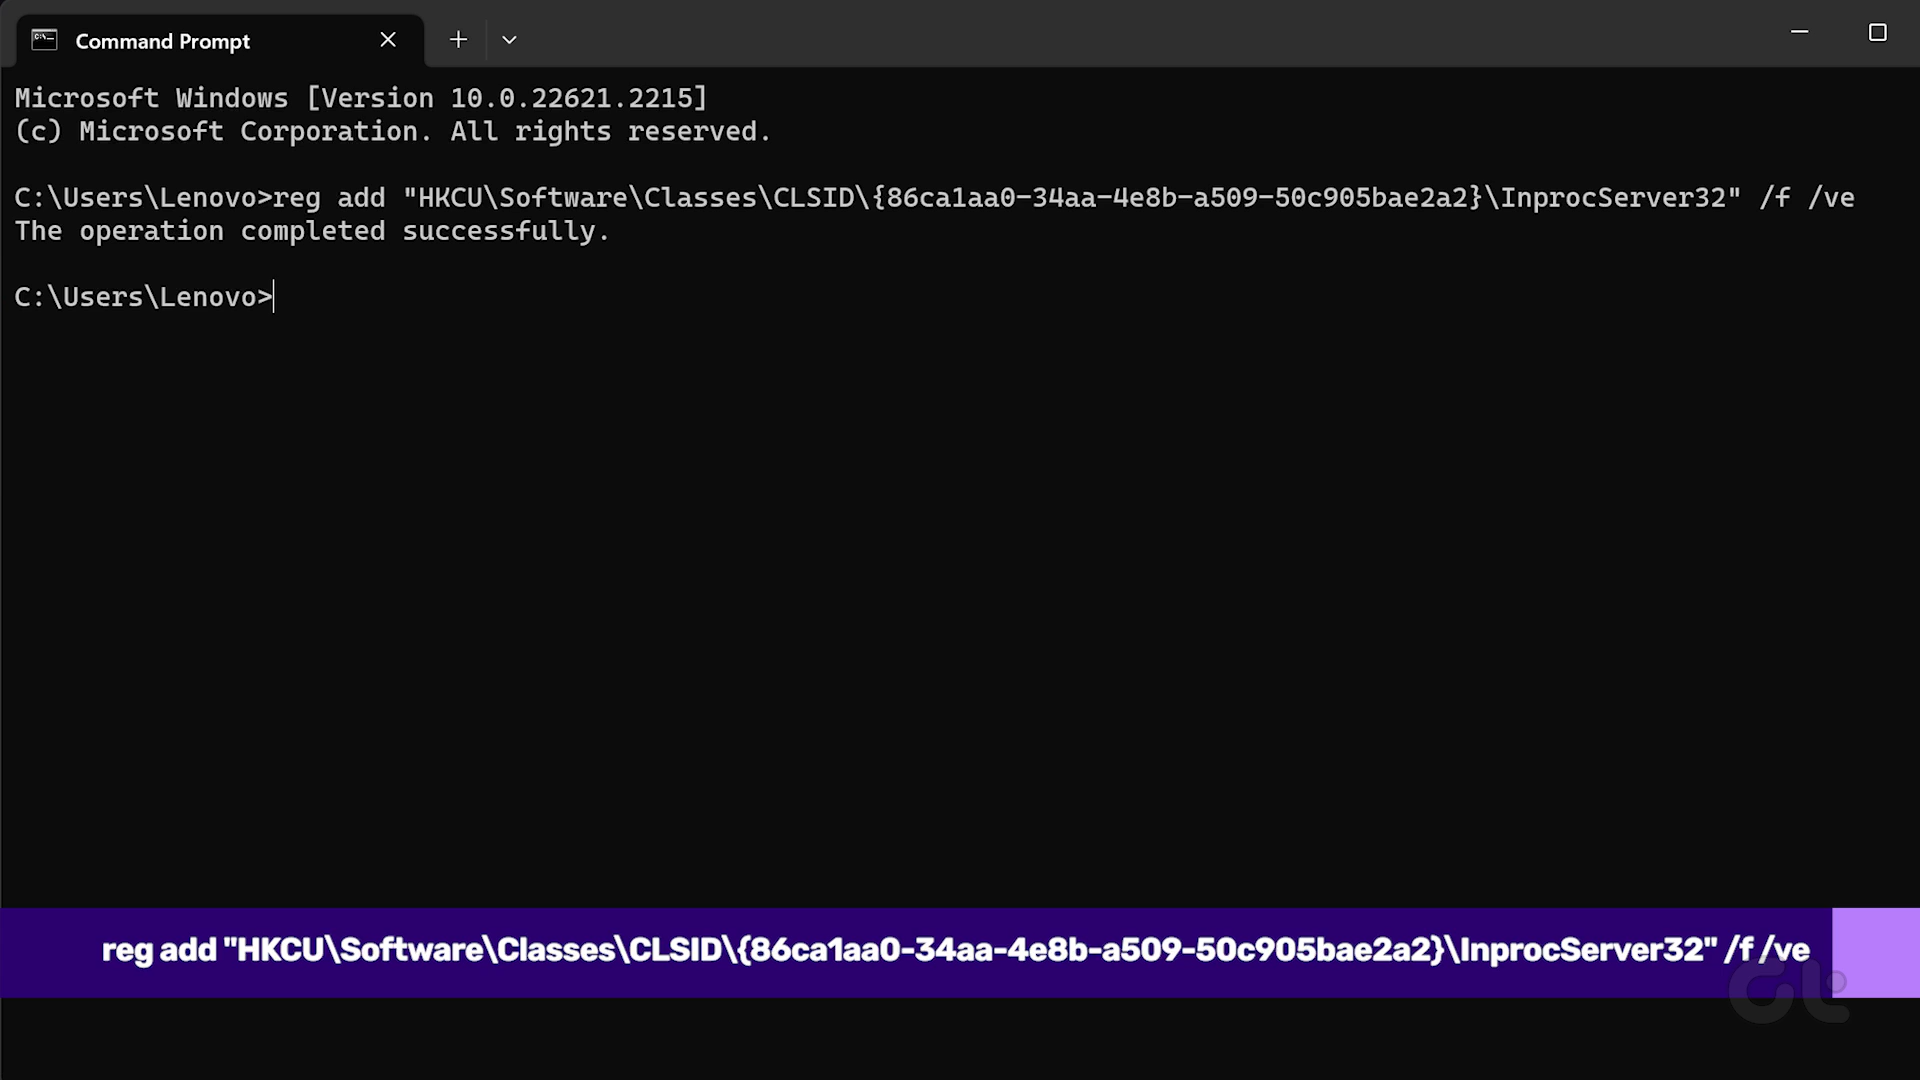 Command Prompt
Microsoft Windows [Version 10.0.22621.2215]
(c) Microsoft Corporation. All rights reserved.
C:\Users\Lenovo>reg add "HKCU\Software\Classes\CLSID\{86ca1aa0-34aa-4e8b-a509-50c905bae2a2}\InprocServer32" /f /ve
The operation completed successfully.
C:\Users\Lenovo>
reg add "HKCU\Software\Classes\CLSID\{86ca1aa0-34aa-4e8b-a509-50c905bae2a2}\InprocServer32" /f /ve